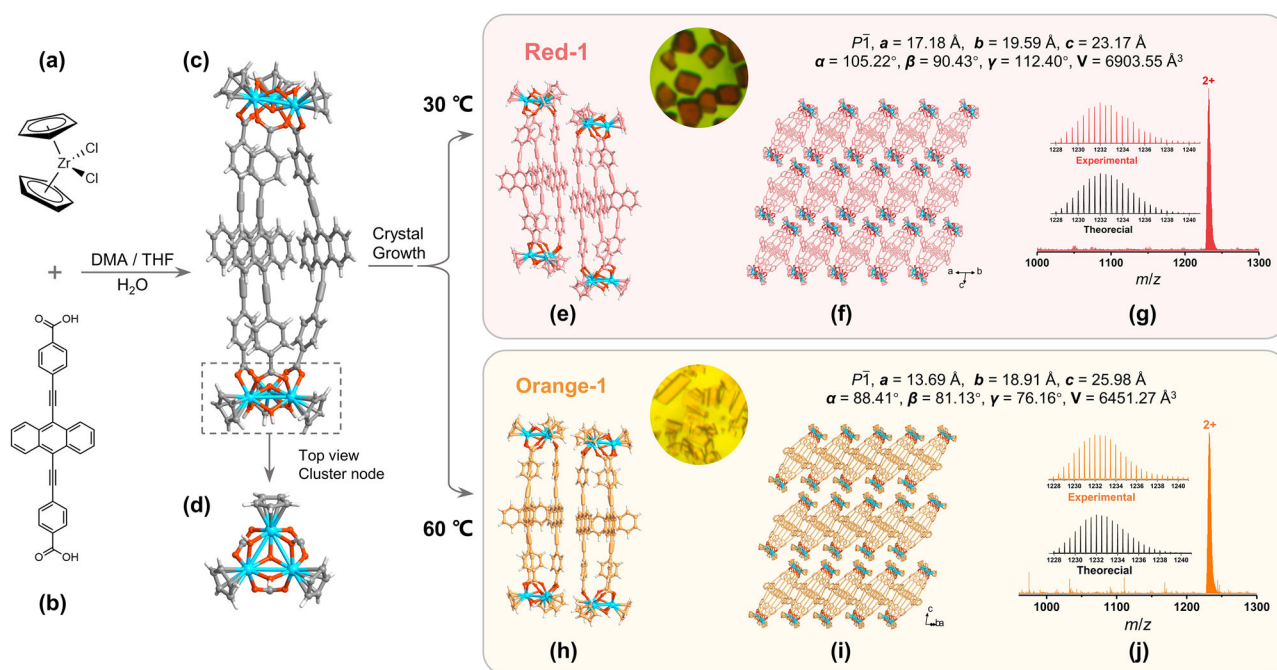 (a)
Zr
Cl
Cl
+
DMA / THF
H2O
O
OH
O
OH
(b)
(c)
Top view
Cluster node
(d)
Crystal
Growth
30 ℃
60 ℃
Red-1
P1̅, a = 17.18 Å, b = 19.59 Å, c = 23.17 Å
α = 105.22°, β = 90.43°, γ = 112.40°, V = 6903.55 Å3
(e)
a b
c
(f)
2+
1228 1230 1232 1234 1236 1238 1240
Experimental
1228 1230 1232 1234 1236 1238 1240
Theorecial
1000 1100 1200 1300
m/z
(g)
Orange-1
P1̅, a = 13.69 Å, b = 18.91 Å, c = 25.98 Å
α = 88.41°, β = 81.13°, γ = 76.16°, V = 6451.27 Å3
(h)
c
ba
(i)
2+
1228 1230 1232 1234 1236 1238 1240
Experimental
1228 1230 1232 1234 1236 1238 1240
Theorecial
1000 1100 1200 1300
m/z
(j)